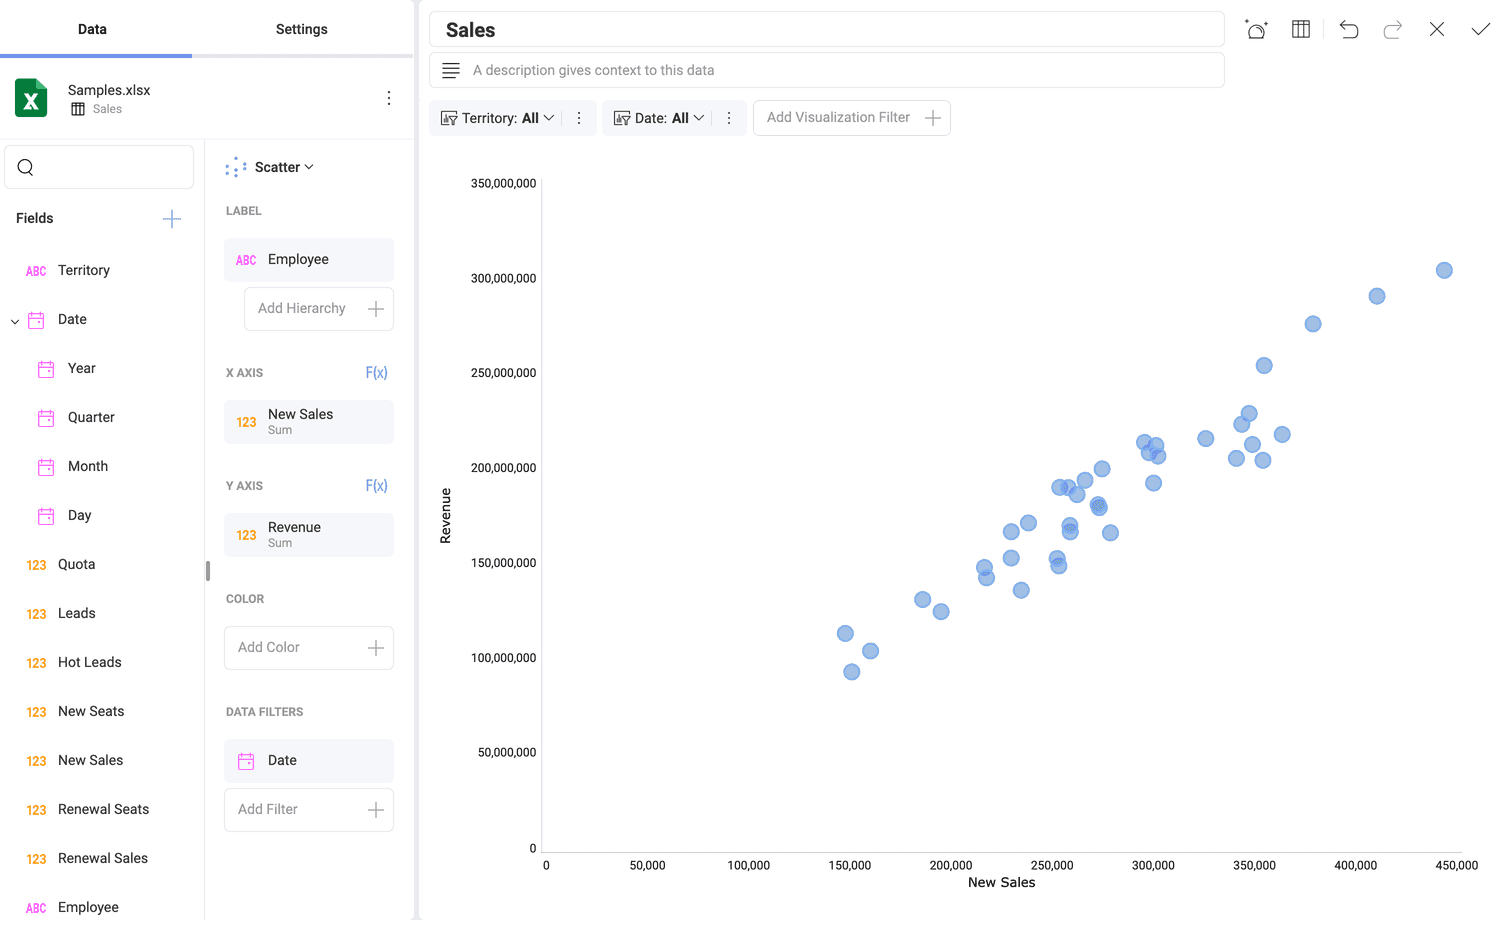 Data
Settings
Samples.xlsx
Sales
Fields
ABC Territory
Date
Year
Quarter
Month
Day
123 Quota
123 Leads
123 Hot Leads
123 New Seats
123 New Sales
123 Renewal Seats
123 Renewal Sales
ABC Employee
Scatter
LABEL
ABC Employee
Add Hierarchy
X AXIS F(x)
123 New Sales
Sum
Y AXIS F(x)
123 Revenue
Sum
COLOR
Add Color
DATA FILTERS
Date
Add Filter
Sales
A description gives context to this data
Territory: All
Date: All
Add Visualization Filter
350,000,000
300,000,000
250,000,000
200,000,000
150,000,000
100,000,000
50,000,000
0
Revenue
0 50,000 100,000 150,000 200,000 250,000 300,000 350,000 400,000 450,000
New Sales